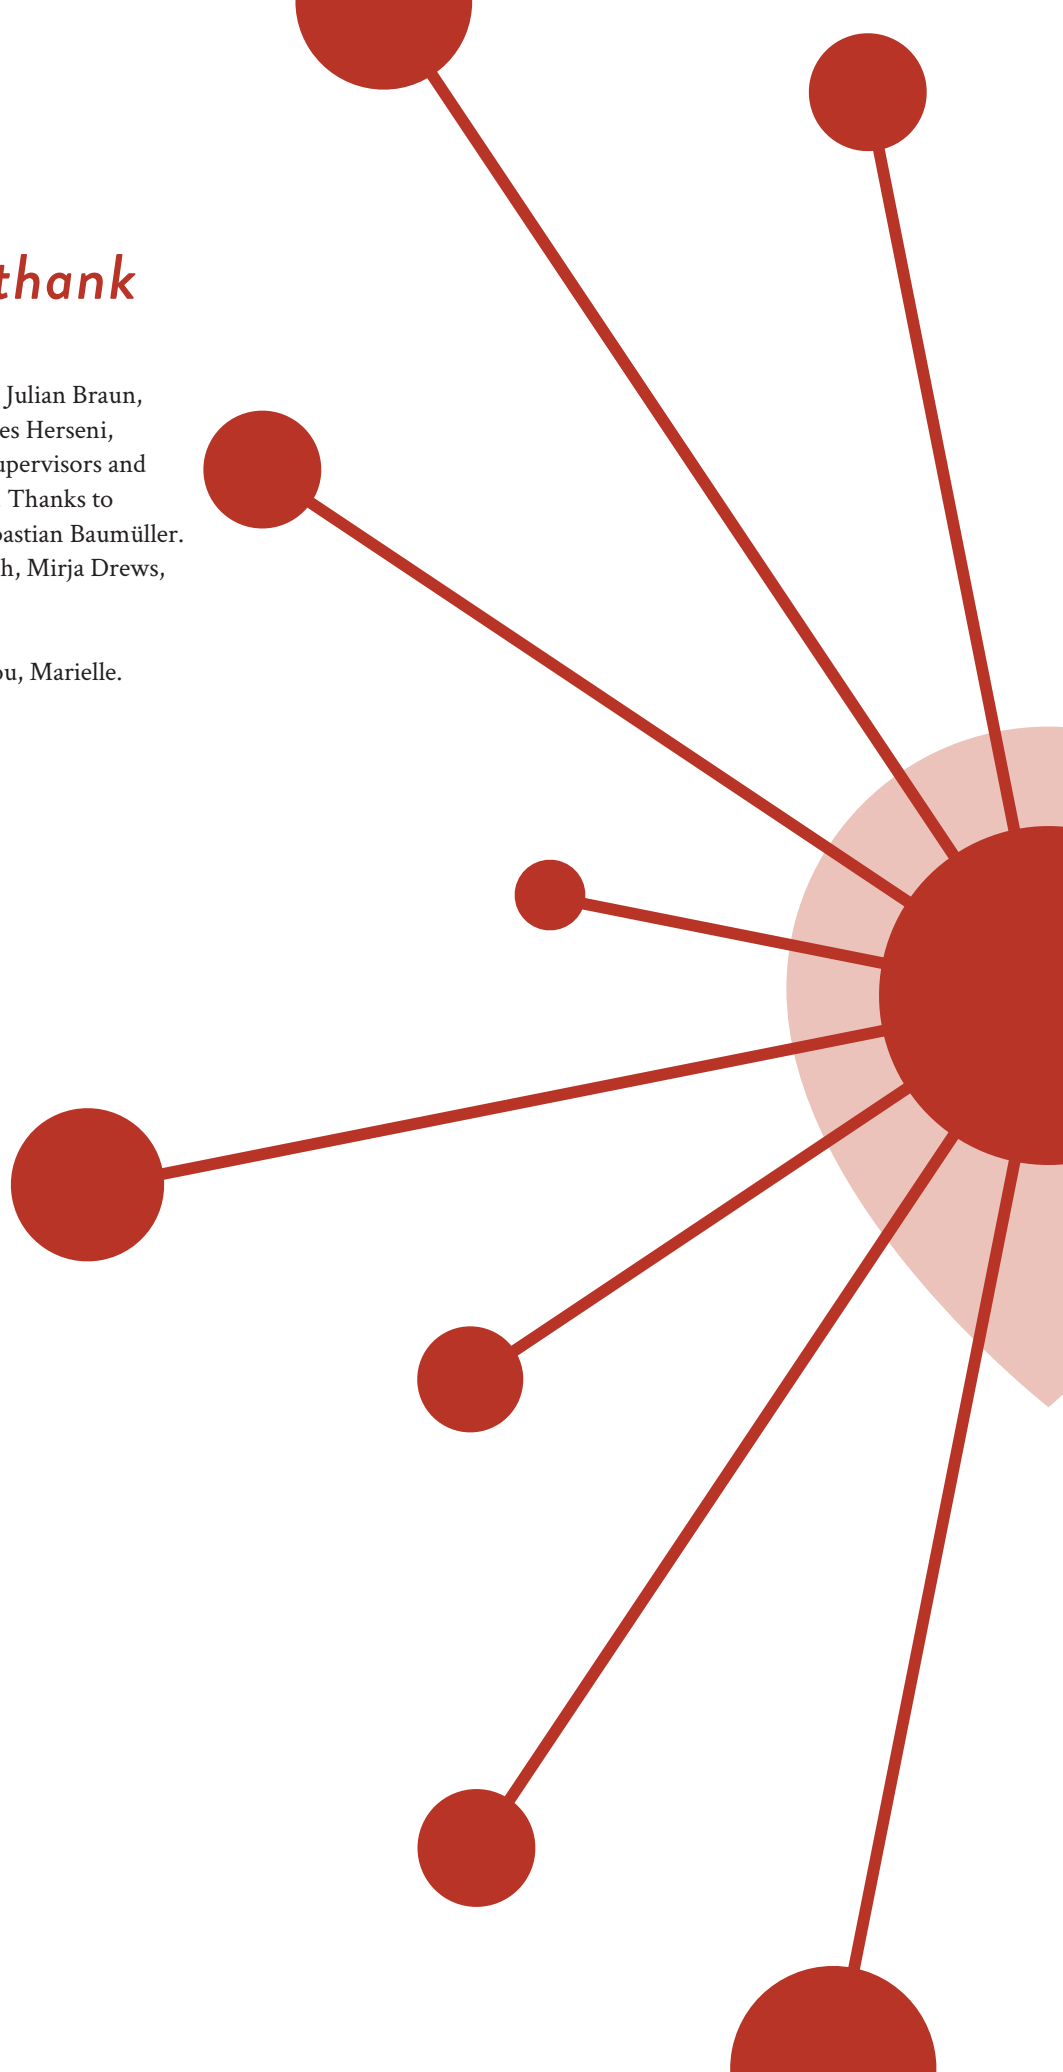 thank
Julian Braun,
es Herseni,
upervisors and
. Thanks to
bastian Baumüller.
h, Mirja Drews,
ou, Marielle.